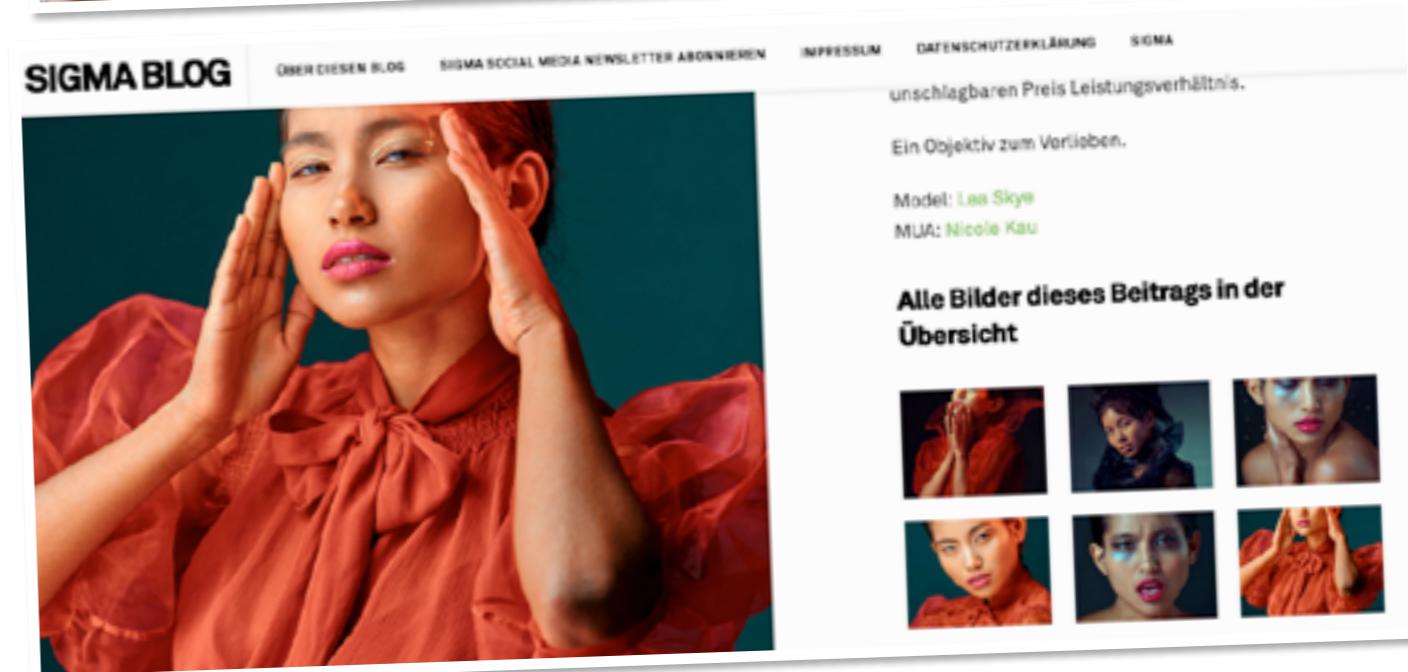 SIGMA BLOG
ÜBER DIESEN BLOG
SIGMA SOCIAL MEDIA NEWSLETTER ABONNIEREN
IMPRESSUM
DATENSCHUTZERKLÄRUNG
SIGMA
unschlagbaren Preis Leistungsverhältnis.
Ein Objektiv zum Verlieben.
Model: Lea Skye
MUA: Nicole Kau
Alle Bilder dieses Beitrags in der
Übersicht